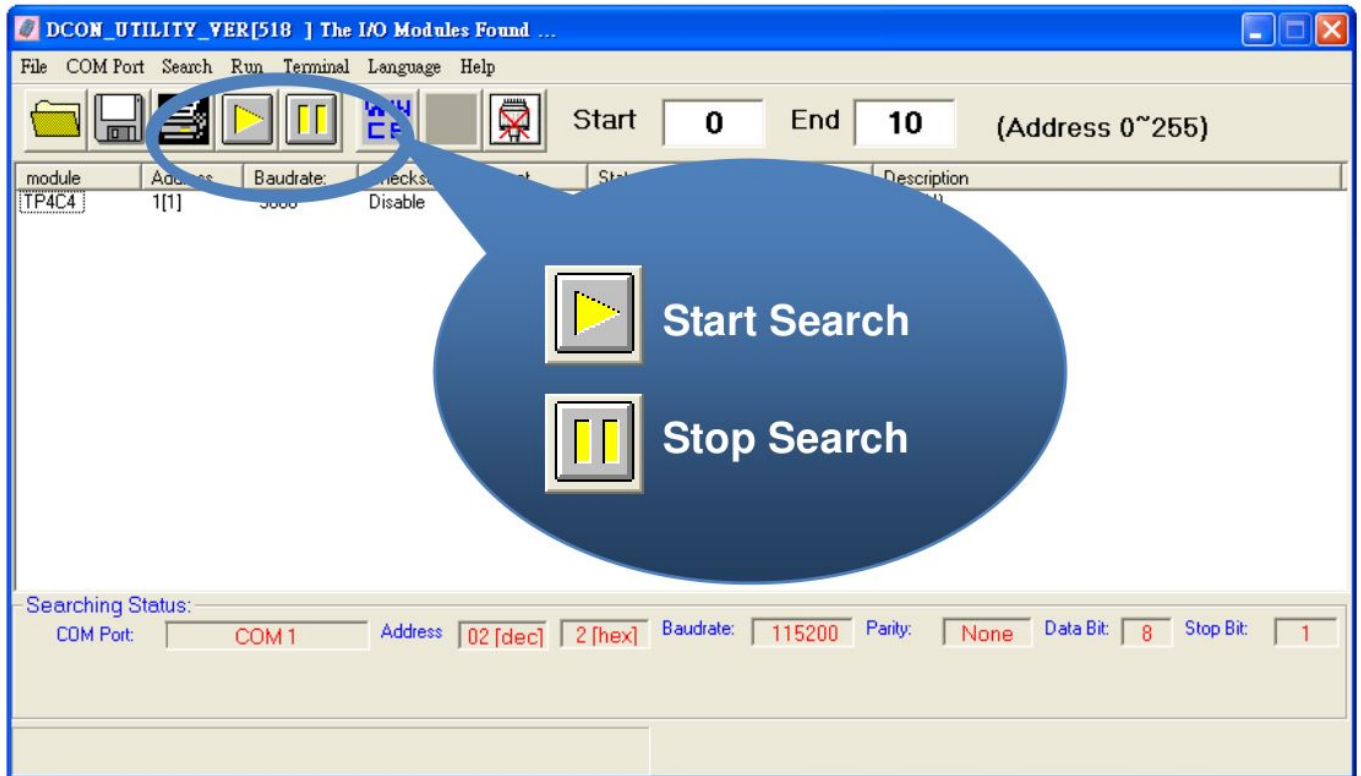 DCON_UTILITY_VER[518 ] The I/O Modules Found ...
File COM Port Search Run Terminal Language Help
Start 0 End 10 (Address 0~255)
module Address Baudrate: Description
TP4C4 1[1] Disable
Start Search
Stop Search
Searching Status:
COM Port: COM 1 Address 02 [dec] 2 [hex] Baudrate: 115200 Parity: None Data Bit: 8 Stop Bit: 1